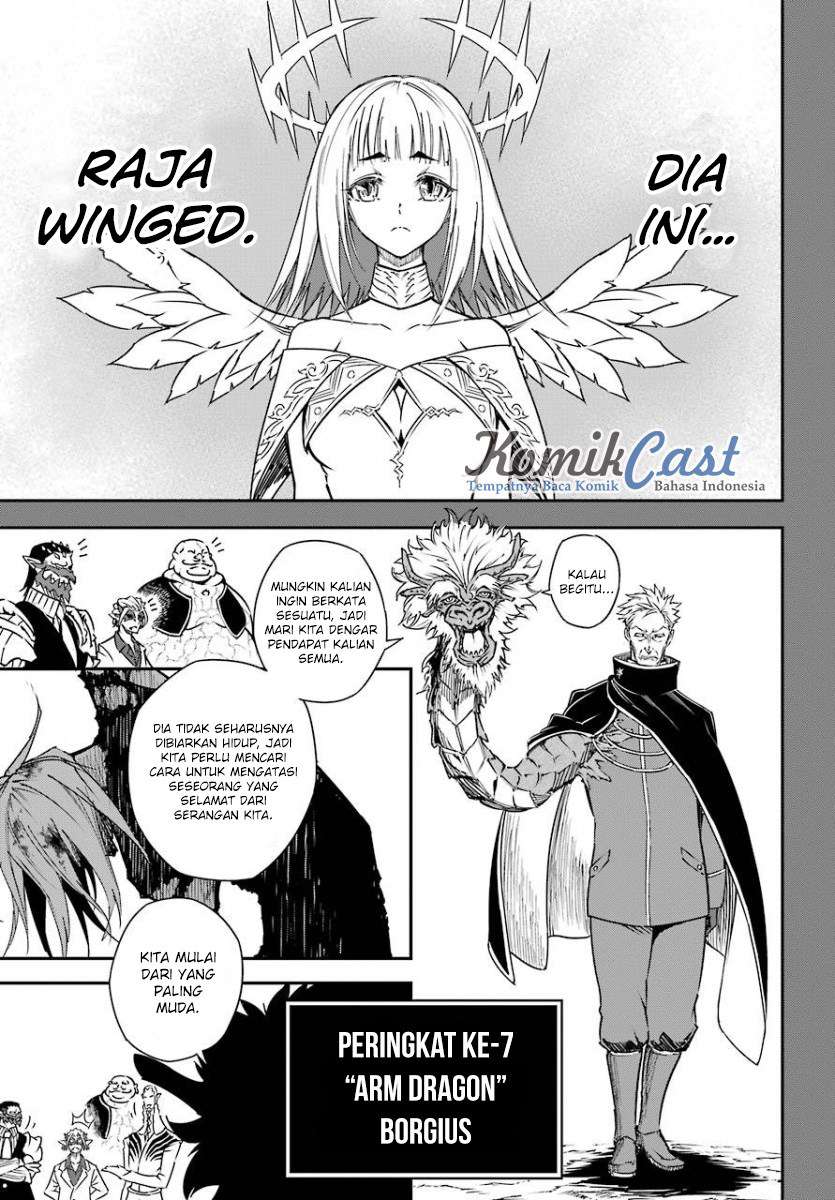 DIA
INI...
RAJA
WINGED.
KomikCast
Tempatnya Baca Komik Bahasa Indonesia
KALAU
BEGITU...
MUNGKIN KALIAN
INGIN BERKATA
SESUATU, JADI
MARI KITA DENGAR
PENDAPAT KALIAN
SEMUA.
DIA TIDAK SEHARUSNYA
DIBIARKAN HIDUP, JADI
KITA PERLU MENCARI
CARA UNTUK MENGATASI
SESEORANG YANG
SELAMAT DARI
SERANGAN KITA.
KITA MULAI
DARI YANG
PALING
MUDA.
PERINGKAT KE-7
“ARM DRAGON”
BORGIUS